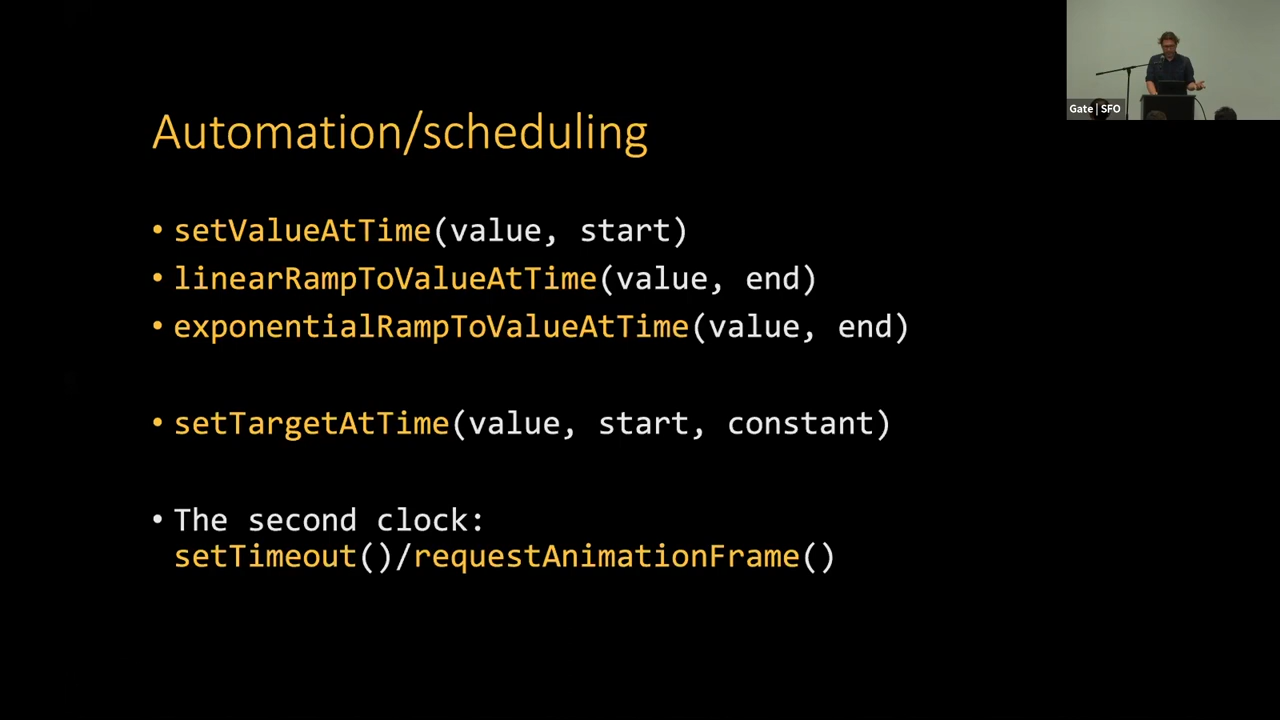 Gate | SFO
Automation/scheduling
• setValueAtTime(value, start)
• linearRampToValueAtTime(value, end)
• exponentialRampToValueAtTime(value, end)
• setTargetAtTime(value, start, constant)
• The second clock:
setTimeout()/requestAnimationFrame()